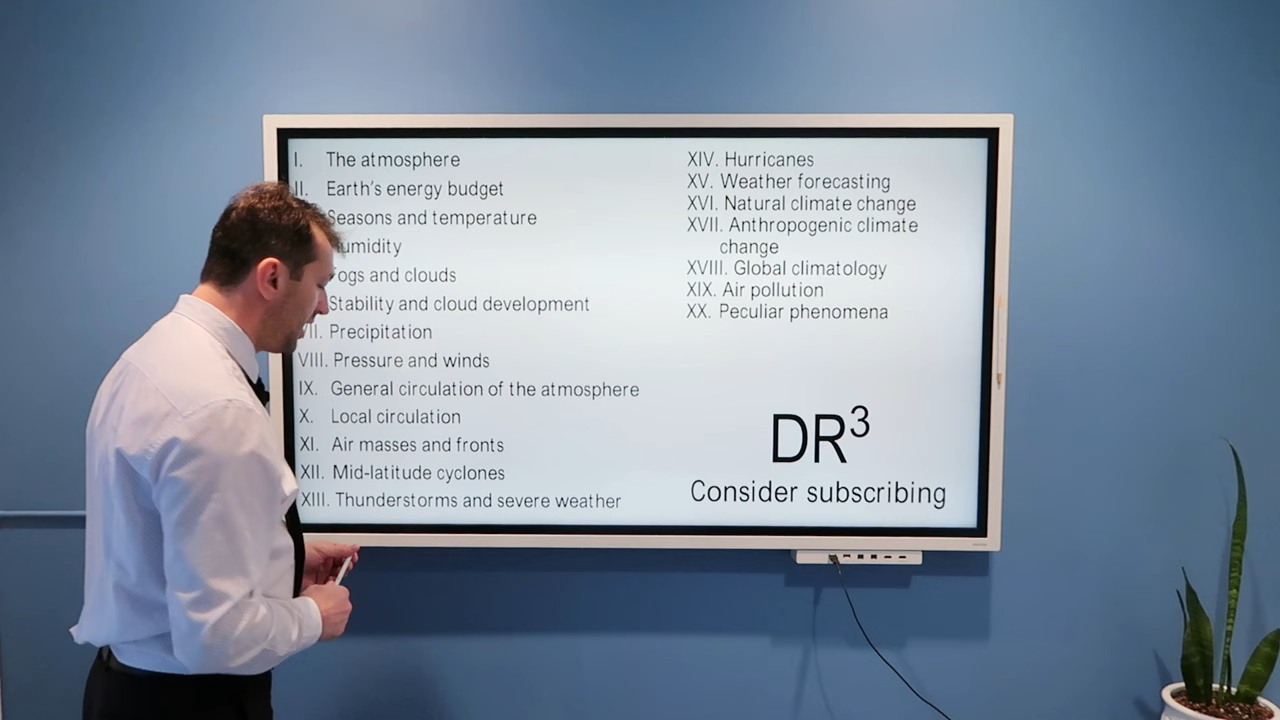 I. The atmosphere
II. Earth's energy budget
Seasons and temperature
umidity
ogs and clouds
Stability and cloud development
VII. Precipitation
VIII. Pressure and winds
IX. General circulation of the atmosphere
X. Local circulation
XI. Air masses and fronts
XII. Mid-latitude cyclones
XIII. Thunderstorms and severe weather
XIV. Hurricanes
XV. Weather forecasting
XVI. Natural climate change
XVII. Anthropogenic climate
change
XVIII. Global climatology
XIX. Air pollution
XX. Peculiar phenomena
DR³
Consider subscribing